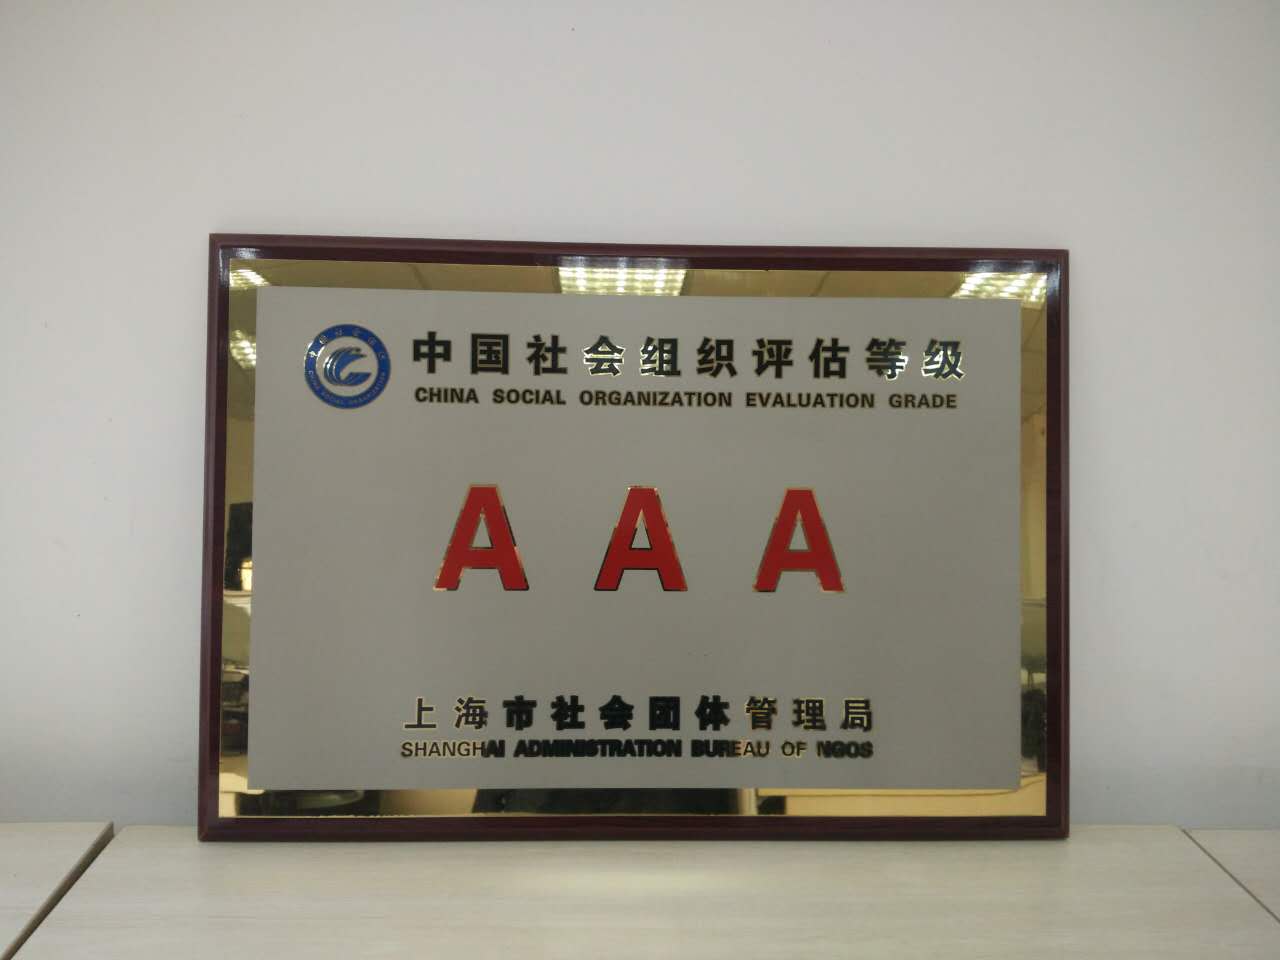 中国社会组织评估等级
CHINA SOCIAL ORGANIZATION EVALUATION GRADE
A A A
上海市社会团体管理局
SHANGHAI ADMINISTRATION BUREAU OF NGOS